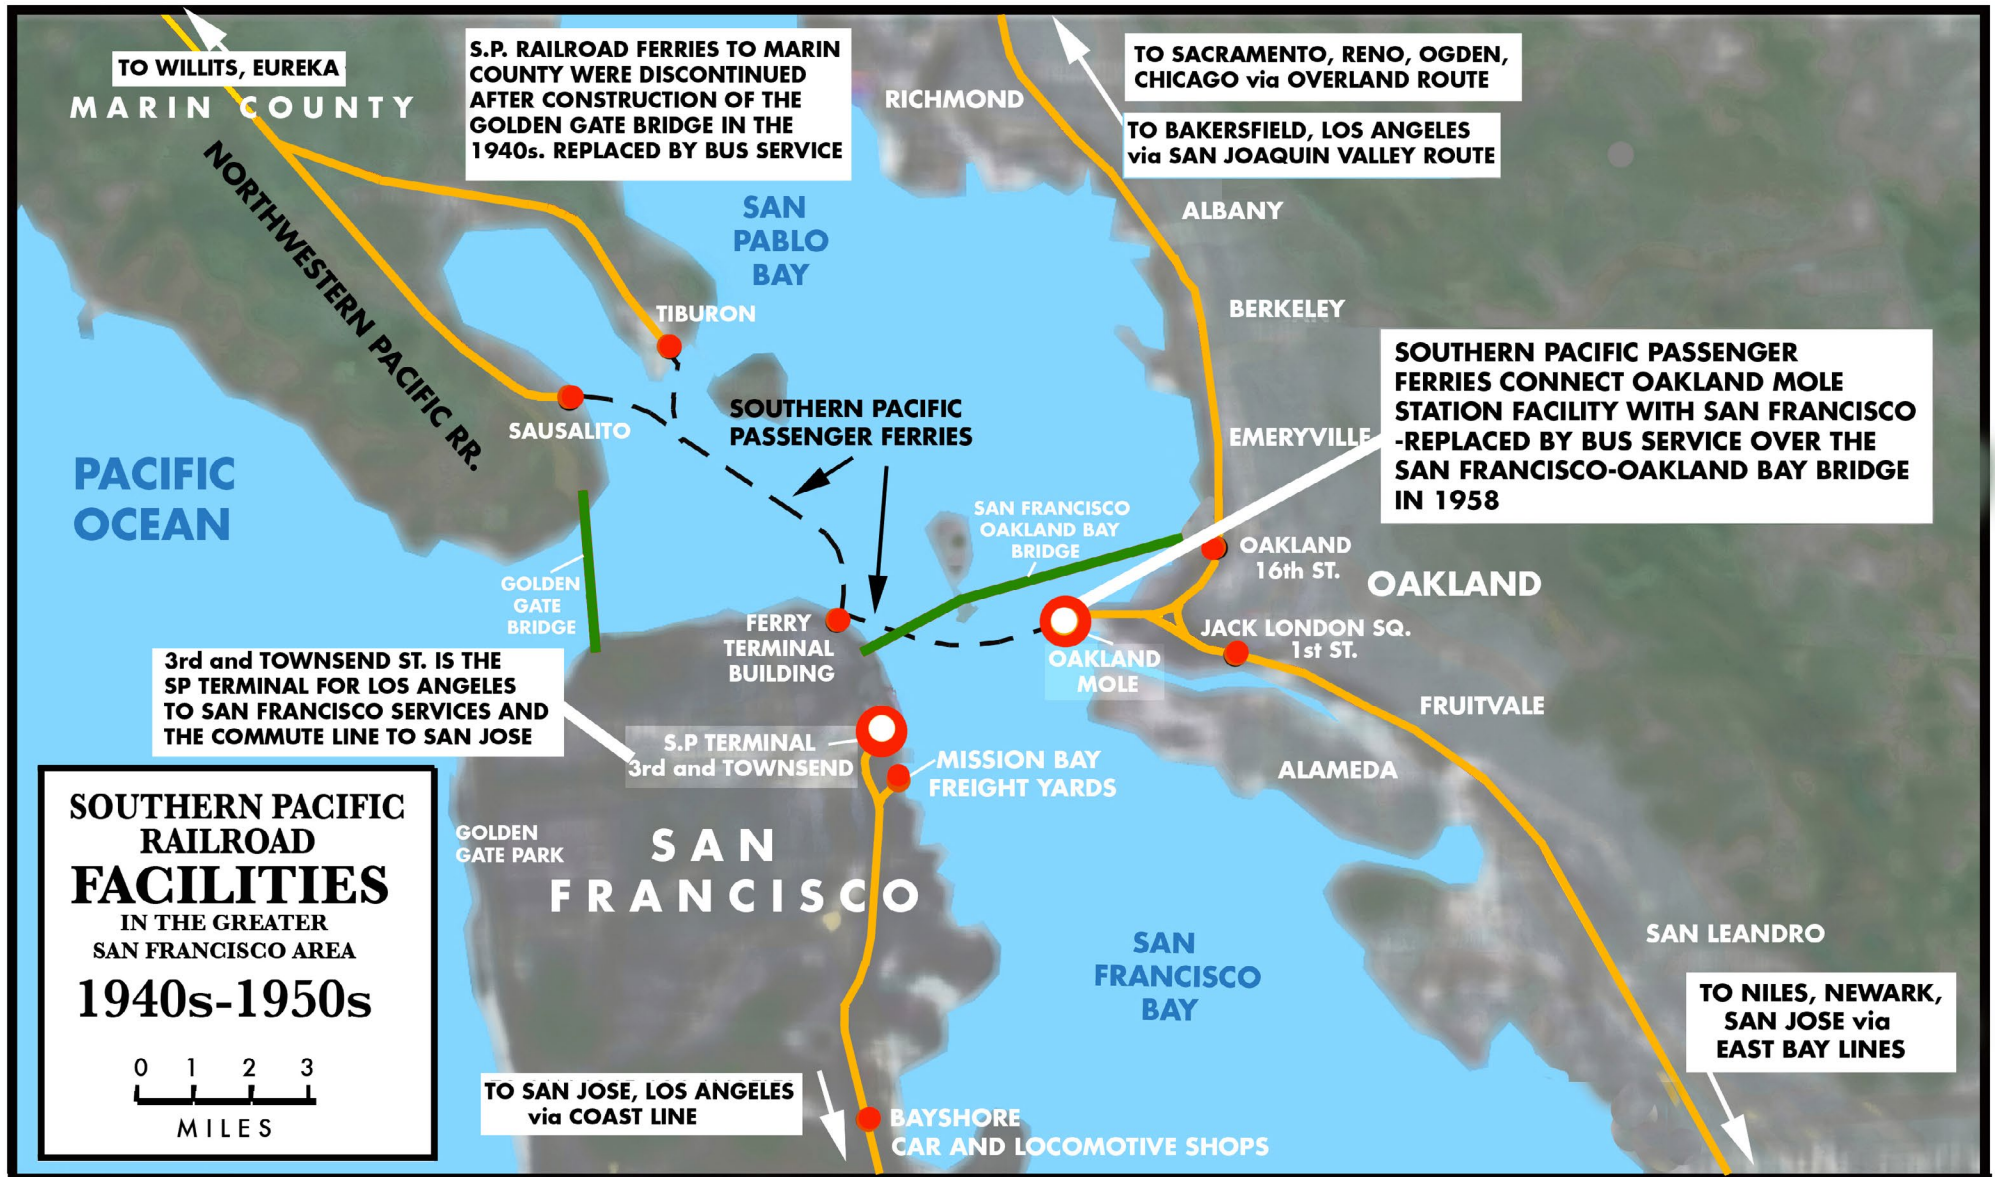 TO WILLITS, EUREKA
MARIN COUNTY
NORTHWESTERN PACIFIC RR.
S.P. RAILROAD FERRIES TO MARIN
COUNTY WERE DISCONTINUED
AFTER CONSTRUCTION OF THE
GOLDEN GATE BRIDGE IN THE
1940s. REPLACED BY BUS SERVICE
RICHMOND
TO SACRAMENTO, RENO, OGDEN,
CHICAGO via OVERLAND ROUTE
TO BAKERSFIELD, LOS ANGELES
via SAN JOAQUIN VALLEY ROUTE
SAN
PABLO
BAY
ALBANY
BERKELEY
TIBURON
SAUSALITO
SOUTHERN PACIFIC
PASSENGER FERRIES
EMERYVILLE
SOUTHERN PACIFIC PASSENGER
FERRIES CONNECT OAKLAND MOLE
STATION FACILITY WITH SAN FRANCISCO
-REPLACED BY BUS SERVICE OVER THE
SAN FRANCISCO-OAKLAND BAY BRIDGE
IN 1958
PACIFIC
OCEAN
GOLDEN
GATE
BRIDGE
SAN FRANCISCO
OAKLAND BAY
BRIDGE
OAKLAND
16th ST.
OAKLAND
FERRY
TERMINAL
BUILDING
OAKLAND
MOLE
JACK LONDON SQ.
1st ST.
FRUITVALE
ALAMEDA
3rd and TOWNSEND ST. IS THE
SP TERMINAL FOR LOS ANGELES
TO SAN FRANCISCO SERVICES AND
THE COMMUTE LINE TO SAN JOSE
S.P TERMINAL
3rd and TOWNSEND
MISSION BAY
FREIGHT YARDS
GOLDEN
GATE PARK
SAN
FRANCISCO
SAN
FRANCISCO
BAY
SAN LEANDRO
TO NILES, NEWARK,
SAN JOSE via
EAST BAY LINES
TO SAN JOSE, LOS ANGELES
via COAST LINE
BAYSHORE
CAR AND LOCOMOTIVE SHOPS
SOUTHERN PACIFIC
RAILROAD
FACILITIES
IN THE GREATER
SAN FRANCISCO AREA
1940s-1950s
0 1 2 3
MILES